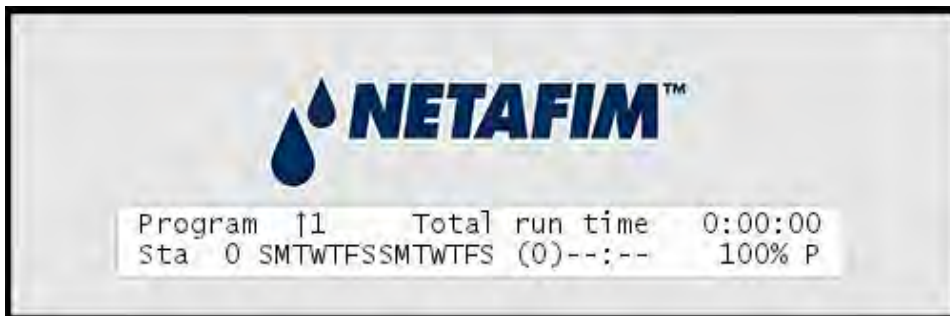 NETAFIM™
Program ↑1 Total run time 0:00:00
Sta 0 SMTWTFSSMTWTFS (0)--:-- 100% P